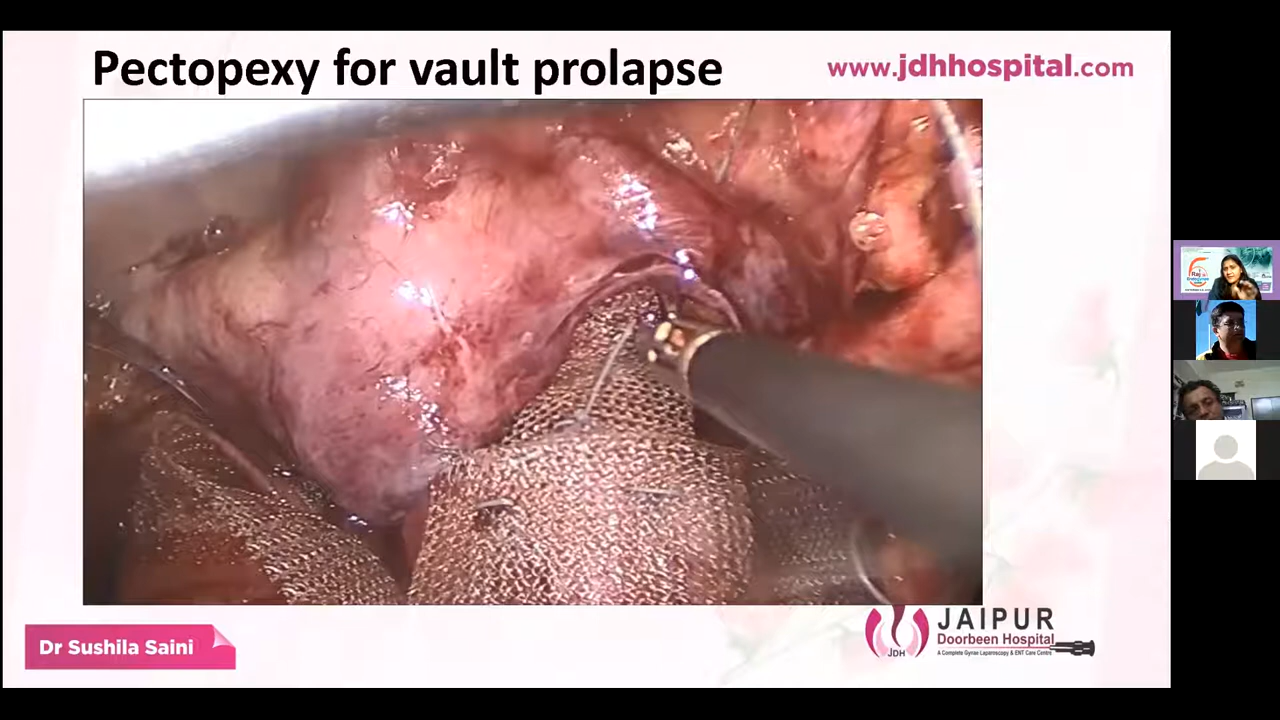 Pectopexy for vault prolapse
www.jdhhospital.com
Dr Sushila Saini
JAIPUR
Doorbeen Hospital
A Complete Gynae Laparoscopy & ENT Care Centre
JDH